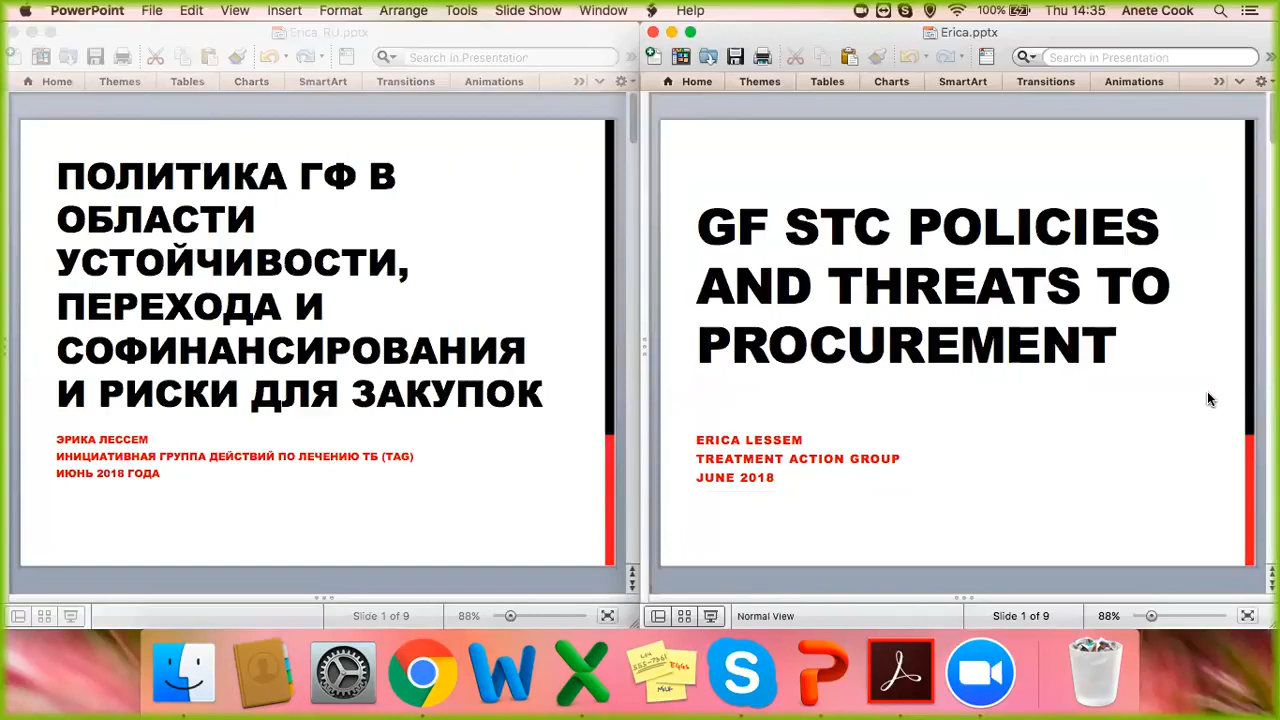 PowerPoint File Edit View Insert Format Arrange Tools Slide Show Window Help 100% Thu 14:35 Anete Cook
Erica_RU.pptx
Search in Presentation
Home Themes Tables Charts SmartArt Transitions Animations
ПОЛИТИКА ГФ В
ОБЛАСТИ
УСТОЙЧИВОСТИ,
ПЕРЕХОДА И
СОФИНАНСИРОВАНИЯ
И РИСКИ ДЛЯ ЗАКУПОК
ЭРИКА ЛЕССЕМ
ИНИЦИАТИВНАЯ ГРУППА ДЕЙСТВИЙ ПО ЛЕЧЕНИЮ ТБ (TAG)
ИЮНЬ 2018 ГОДА
Slide 1 of 9 88%
Erica.pptx
Search in Presentation
Home Themes Tables Charts SmartArt Transitions Animations
GF STC POLICIES
AND THREATS TO
PROCUREMENT
ERICA LESSEM
TREATMENT ACTION GROUP
JUNE 2018
Normal View Slide 1 of 9 88%
555-7361
EGGS
MILK